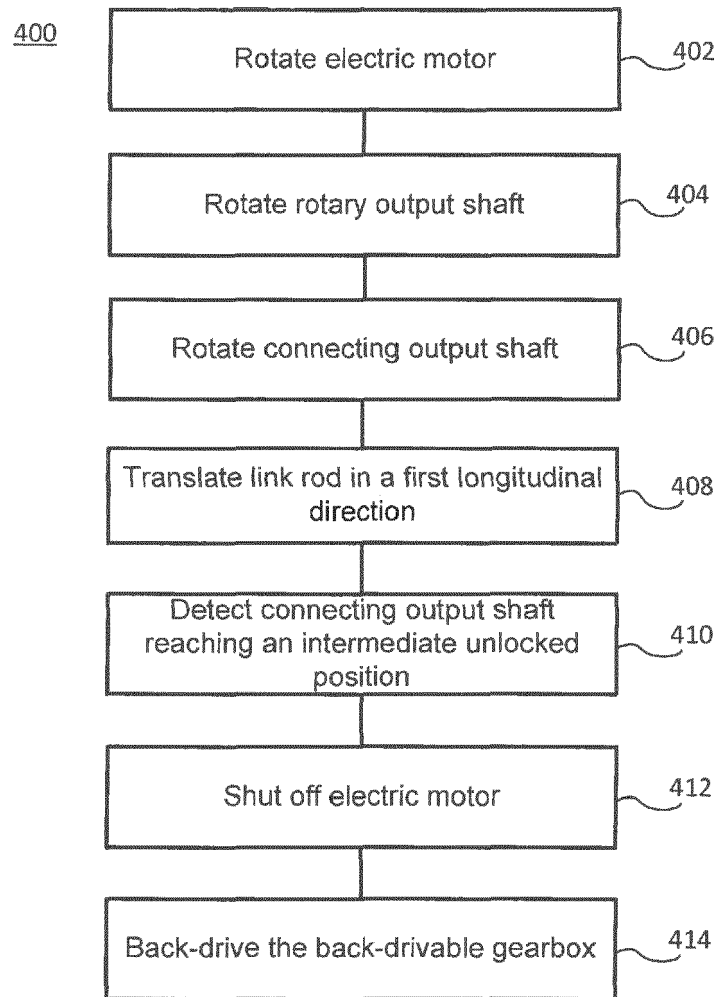 400
Rotate electric motor
402
Rotate rotary output shaft
404
Rotate connecting output shaft
406
Translate link rod in a first longitudinal
direction
408
Detect connecting output shaft
reaching an intermediate unlocked
position
410
Shut off electric motor
412
Back-drive the back-drivable gearbox
414